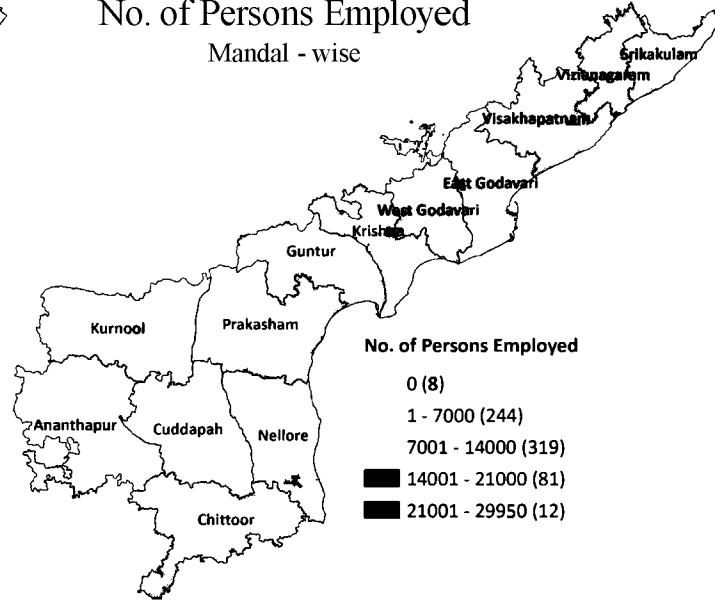 No. of Persons Employed
Mandal - wise
Srikakulam
Vizianagaram
Visakhapatnam
East Godavari
West Godavari
Krishna
Guntur
Kurnool
Prakasham
No. of Persons Employed
0 (8)
1 - 7000 (244)
7001 - 14000 (319)
14001 - 21000 (81)
21001 - 29950 (12)
Ananthapur
Cuddapah
Nellore
Chittoor